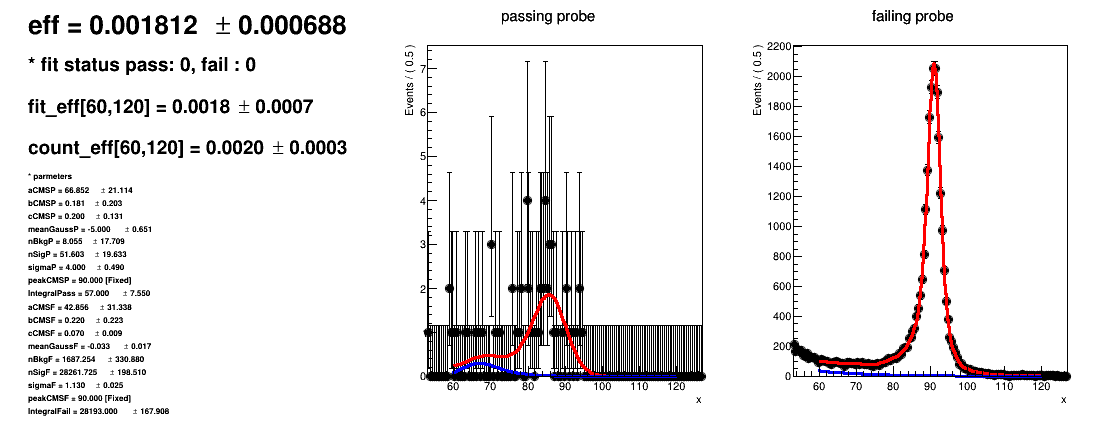 eff = 0.001812 ± 0.000688
* fit status pass: 0, fail : 0
fit_eff[60,120] = 0.0018 ± 0.0007
count_eff[60,120] = 0.0020 ± 0.0003
* parmeters
aCMSP = 66.852 ± 21.114
bCMSP = 0.181 ± 0.203
cCMSP = 0.200 ± 0.131
meanGaussP = -5.000 ± 0.651
nBkgP = 8.055 ± 17.709
nSigP = 51.603 ± 19.633
sigmaP = 4.000 ± 0.490
peakCMSP = 90.000 [Fixed]
IntegralPass = 57.000 ± 7.550
aCMSF = 42.856 ± 31.338
bCMSF = 0.220 ± 0.223
cCMSF = 0.070 ± 0.009
meanGaussF = -0.033 ± 0.017
nBkgF = 1687.254 ± 330.880
nSigF = 28261.725 ± 198.510
sigmaF = 1.130 ± 0.025
peakCMSF = 90.000 [Fixed]
IntegralFail = 28193.000 ± 167.908
passing probe
Events / ( 0.5 )
7
6
5
4
3
2
1
0
60 70 80 90 100 110 120
x
failing probe
Events / ( 0.5 )
2200
2000
1800
1600
1400
1200
1000
800
600
400
200
0
60 70 80 90 100 110 120
x